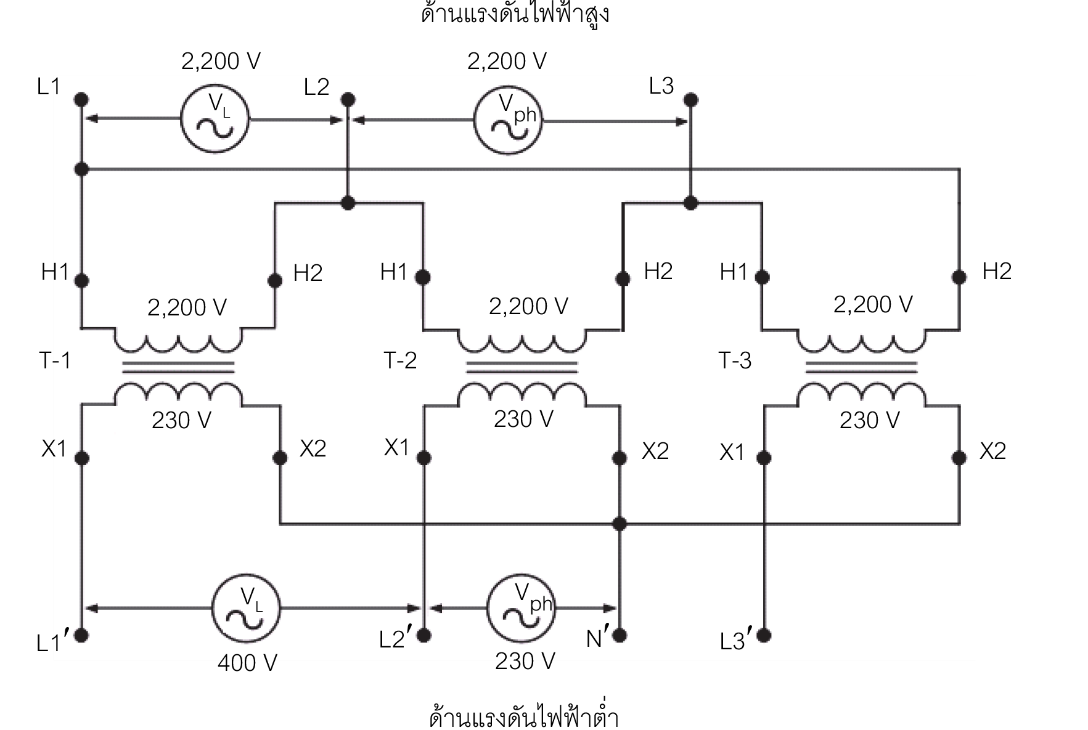 ด้านแรงดันไฟฟ้าสูง
2,200 V 2,200 V
L1 VL L2 Vph L3
H1 H2 H1 H2 H1 H2
2,200 V 2,200 V 2,200 V
T-1 T-2 T-3
230 V 230 V 230 V
X1 X2 X1 X2 X1 X2
VL Vph
L1′ L2′ N′ L3′
400 V 230 V
ด้านแรงดันไฟฟ้าต่ำ